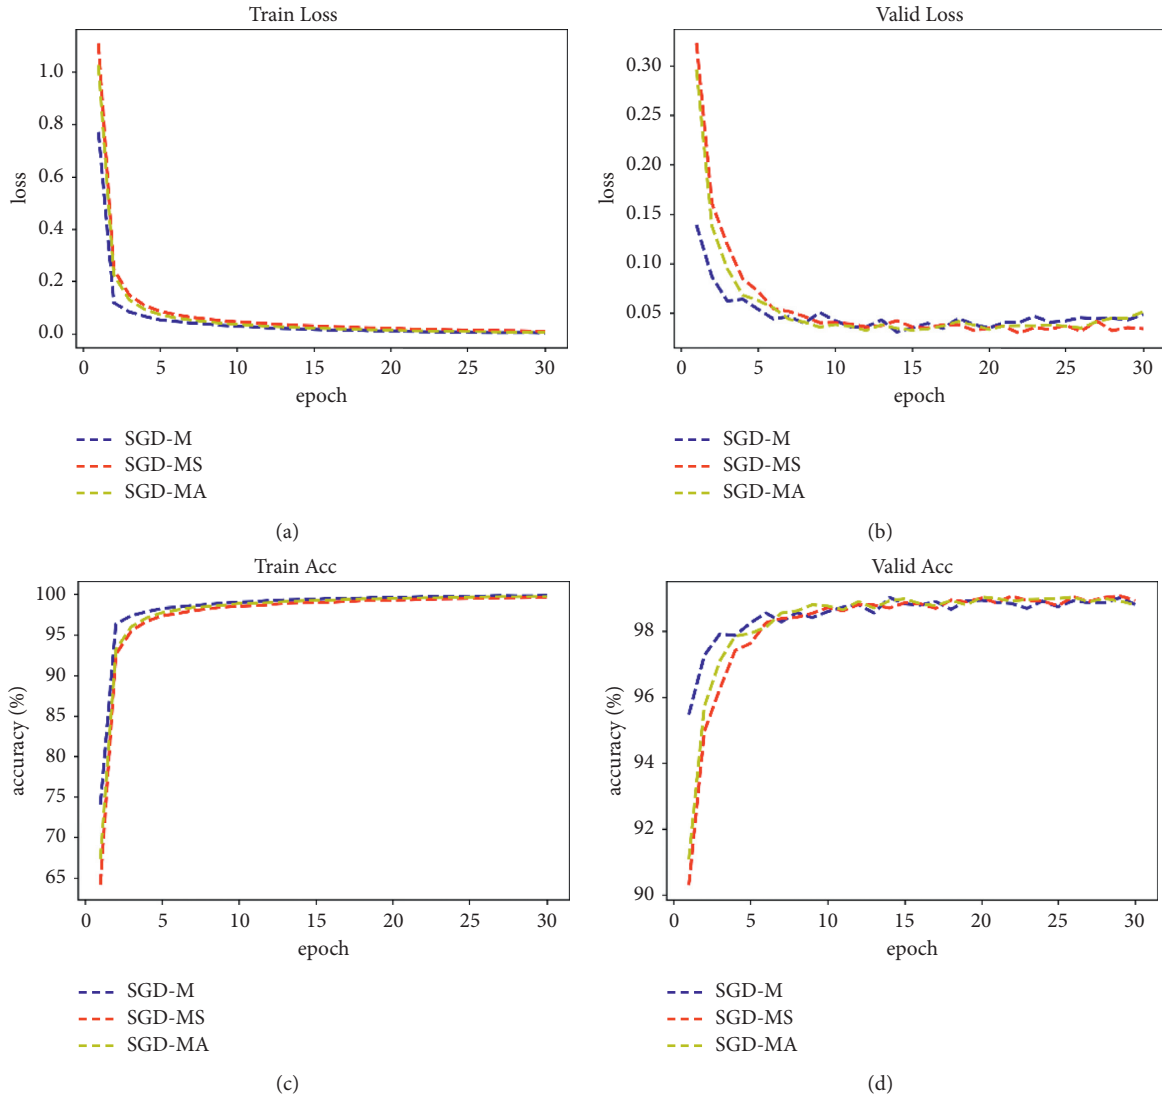 Train Loss
1.0
0.8
0.6
0.4
0.2
0.0
loss
0 5 10 15 20 25 30
epoch
SGD-M
SGD-MS
SGD-MA
(a)
Valid Loss
0.30
0.25
0.20
0.15
0.10
0.05
loss
0 5 10 15 20 25 30
epoch
SGD-M
SGD-MS
SGD-MA
(b)
Train Acc
100
95
90
85
80
75
70
65
accuracy (%)
0 5 10 15 20 25 30
epoch
SGD-M
SGD-MS
SGD-MA
(c)
Valid Acc
98
96
94
92
90
accuracy (%)
0 5 10 15 20 25 30
epoch
SGD-M
SGD-MS
SGD-MA
(d)